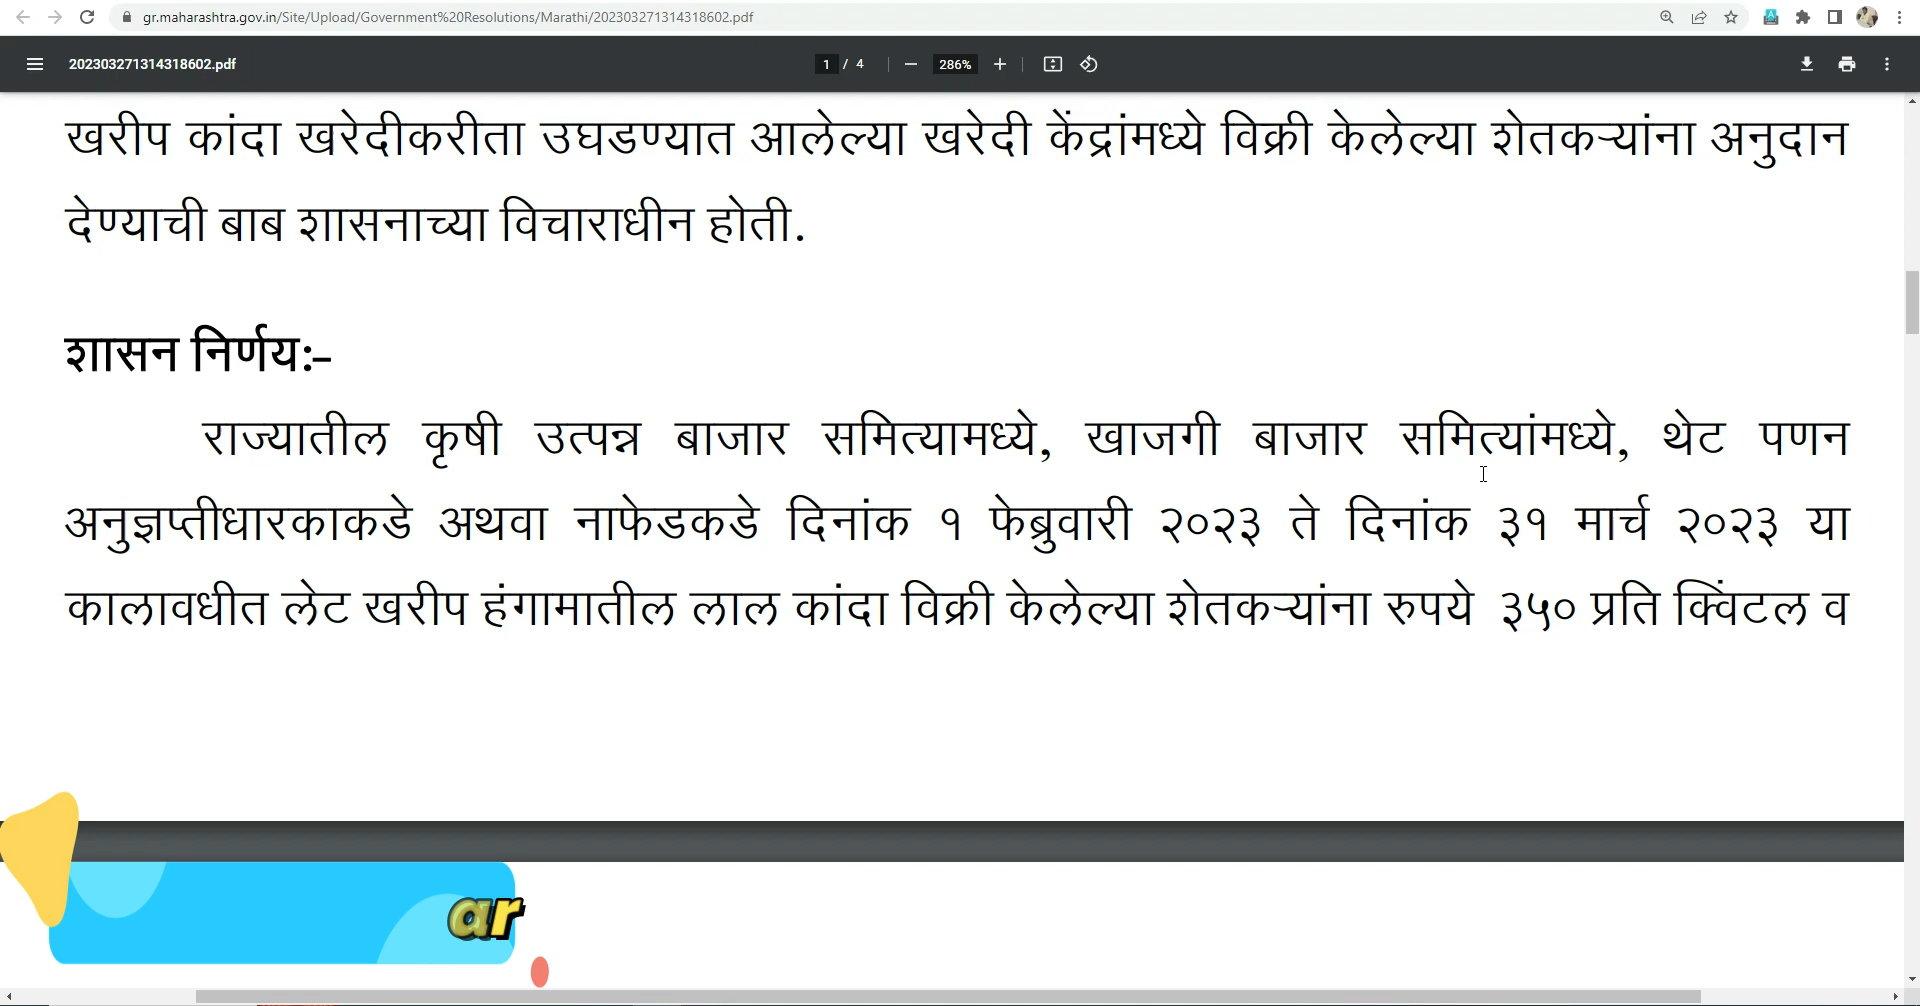 gr.maharashtra.gov.in/Site/Upload/Government%20Resolutions/Marathi/202303271314318602.pdf
202303271314318602.pdf
1 / 4
286%
खरीप कांदा खरेदीकरीता उघडण्यात आलेल्या खरेदी केंद्रांमध्ये विक्री केलेल्या शेतकऱ्यांना अनुदान
देण्याची बाब शासनाच्या विचाराधीन होती.
शासन निर्णय:-
राज्यातील कृषी उत्पन्न बाजार समित्यामध्ये, खाजगी बाजार समित्यांमध्ये, थेट पणन
अनुज्ञप्तीधारकाकडे अथवा नाफेडकडे दिनांक १ फेब्रुवारी २०२३ ते दिनांक ३१ मार्च २०२३ या
कालावधीत लेट खरीप हंगामातील लाल कांदा विक्री केलेल्या शेतकऱ्यांना रुपये ३५० प्रति क्विंटल व
ar